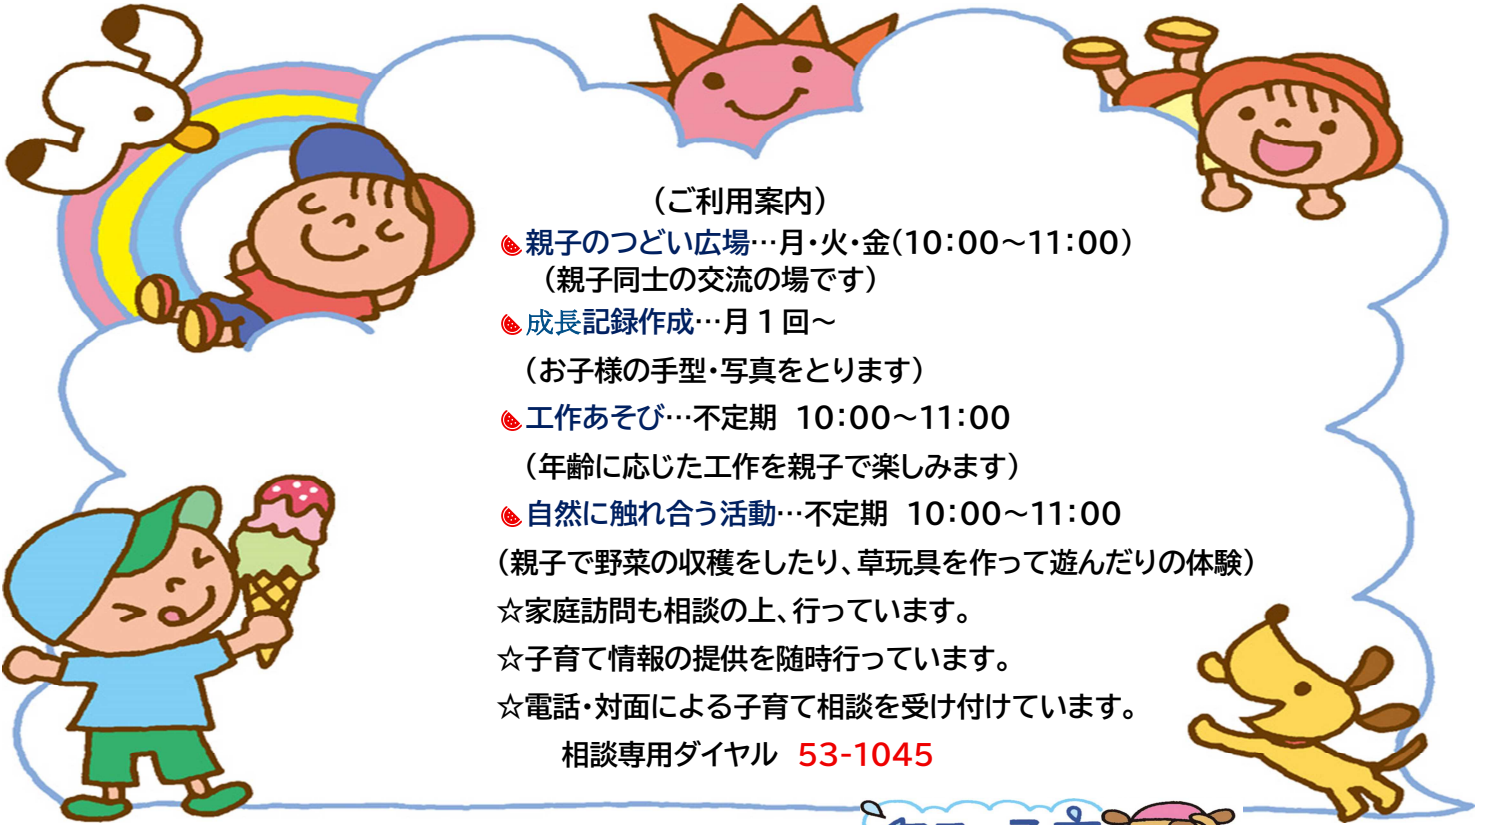 （ご利用案内）
親子のつどい広場…月・火・金（10：00～11：00）
（親子同士の交流の場です）
成長記録作成…月１回～
（お子様の手型・写真をとります）
工作あそび…不定期　10：00～11：00
（年齢に応じた工作を親子で楽しみます）
自然に触れ合う活動…不定期　10：00～11：00
（親子で野菜の収穫をしたり、草玩具を作って遊んだりの体験）
☆家庭訪問も相談の上、行っています。
☆子育て情報の提供を随時行っています。
☆電話・対面による子育て相談を受け付けています。
相談専用ダイヤル　53-1045